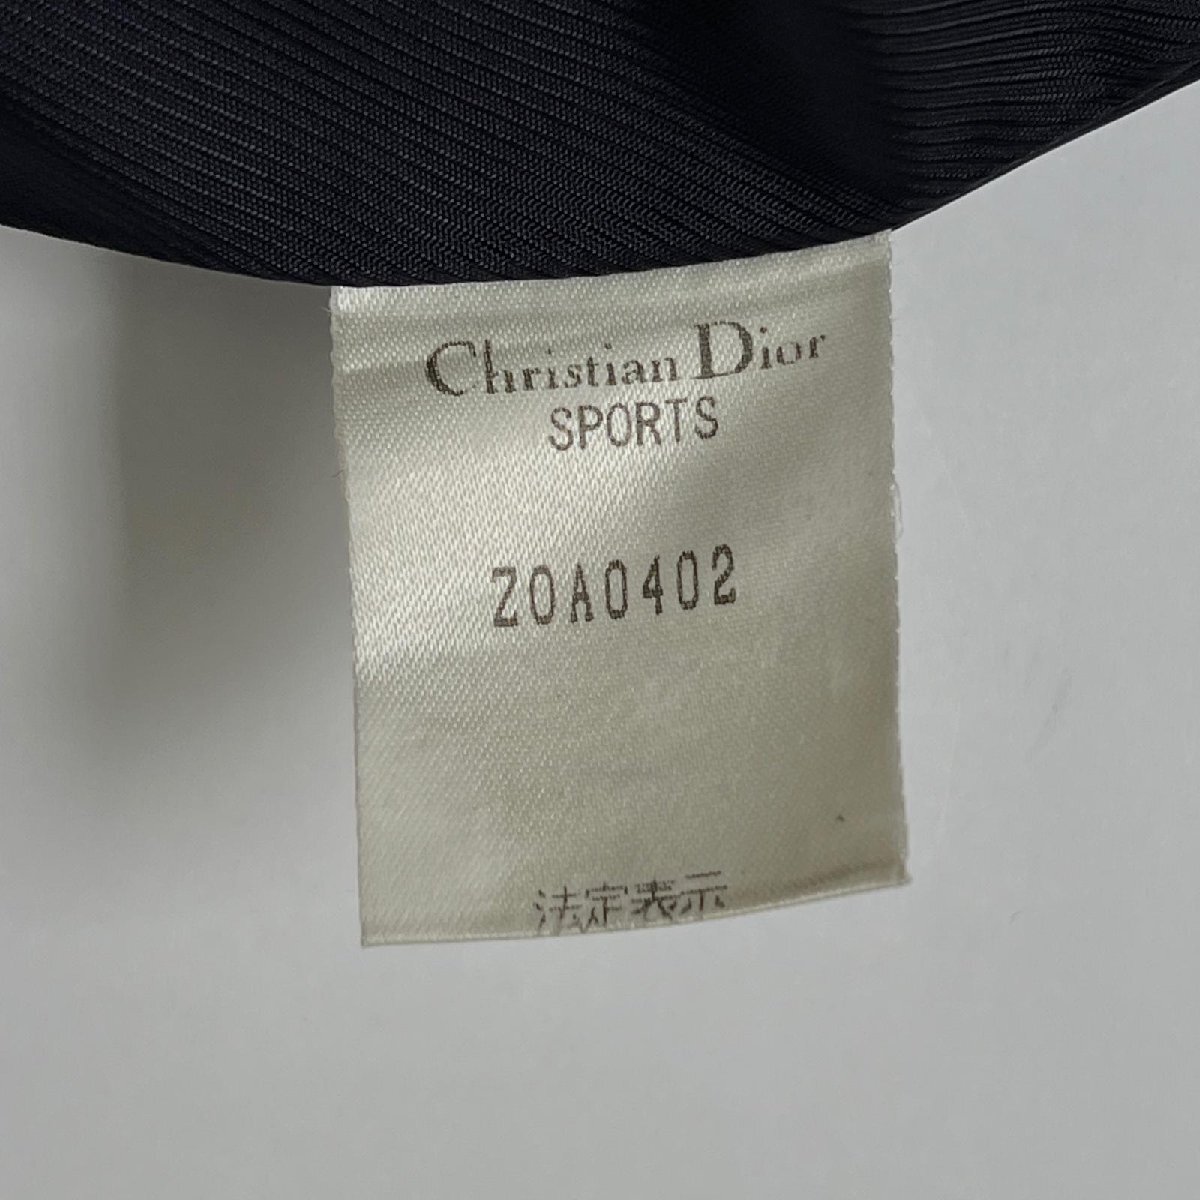 Christian Dior
SPORTS
Z0A0402
法定表示